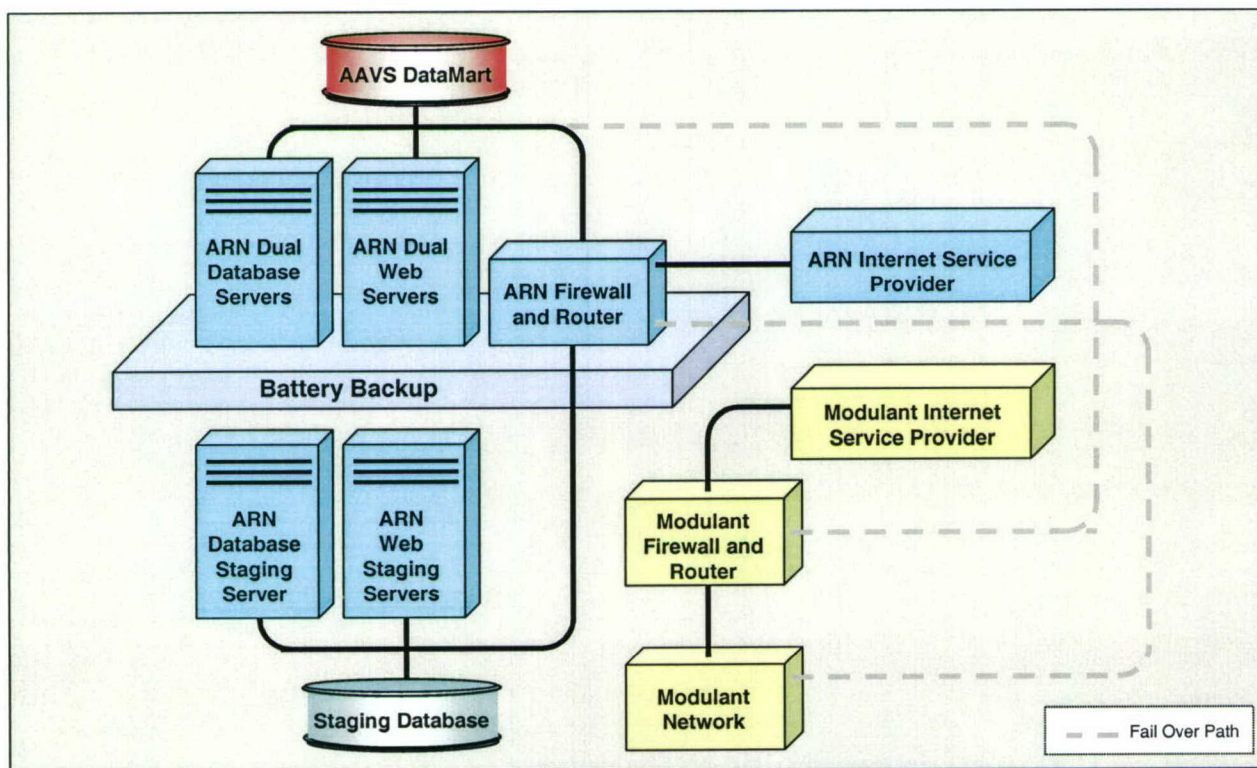 AAVS DataMart
ARN Dual
Database
Servers
ARN Dual
Web
Servers
ARN Firewall
and Router
ARN Internet Service
Provider
Battery Backup
Modulant Internet
Service Provider
ARN
Database
Staging
Server
ARN
Web
Staging
Servers
Modulant
Firewall and
Router
Staging Database
Modulant
Network
Fail Over Path